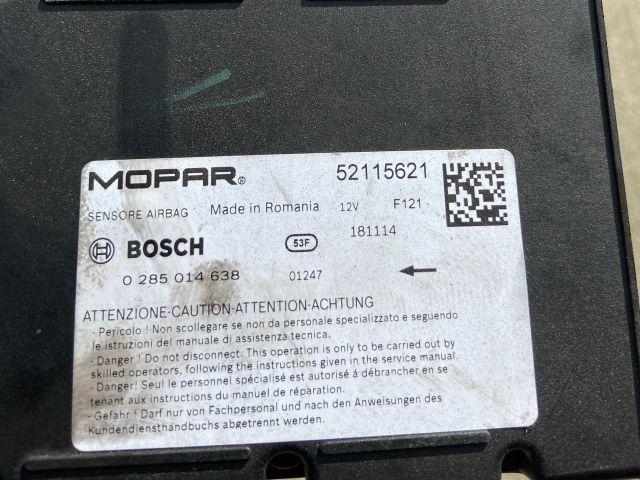 MOPAR® 52115621
SENSORE AIRBAG Made in Romania 12V F121
181114
BOSCH 53F
0 285 014 638 01247
ATTENZIONE-CAUTION-ATTENTION-ACHTUNG
- Pericolo ! Non scollegare se non da personale specializzato e seguendo
le istruzioni del manuale di assistenza tecnica.
- Danger ! Do not disconnect. This operation is only to be carried out by
skilled operators, following the instructions given in the service manual.
- Danger! Seul le personnel spécialisé est autorisé á débrancher en se
tenant aux instructions du manuel de réparation.
- Gefahr ! Darf nur von Fachpersonal und nach den Anweisungen des
Kundendiensthandbuchs abgetrennt werden.